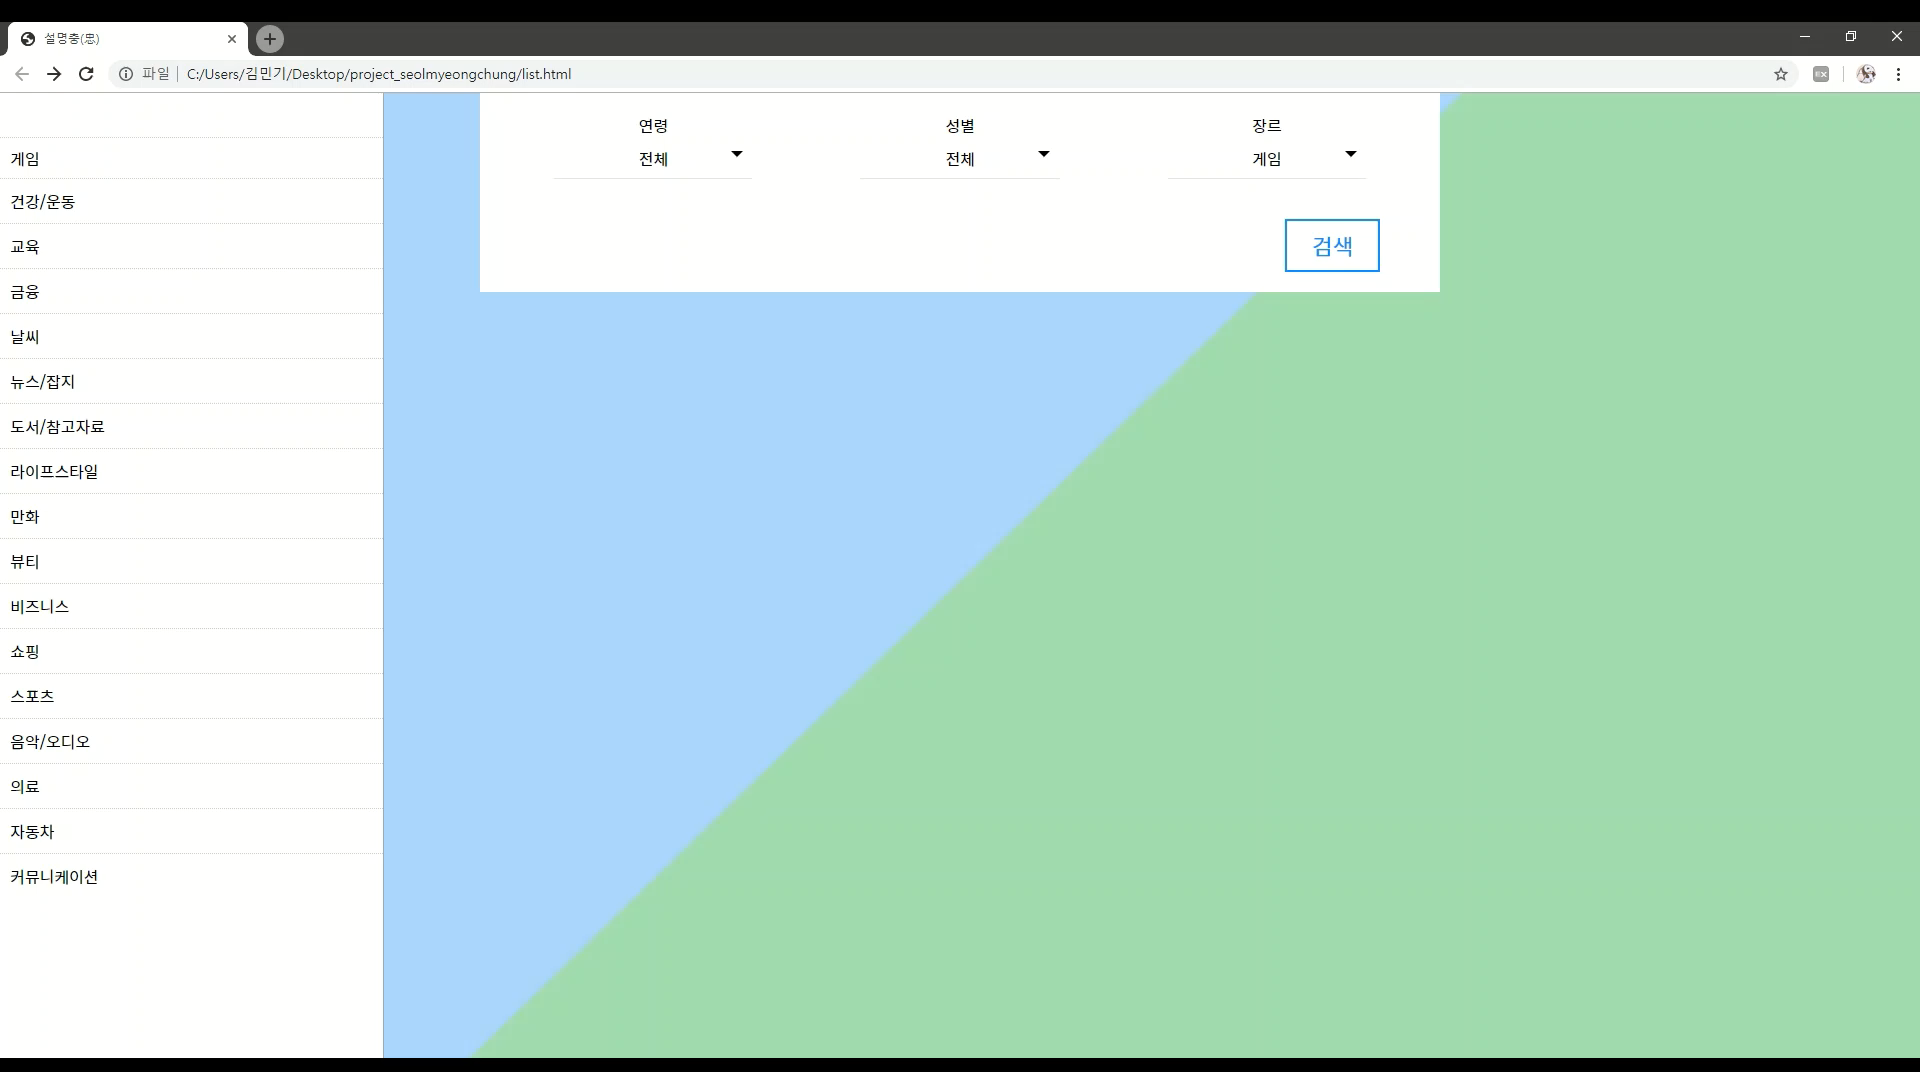 설명충(忠)
파일
C:/Users/김민기/Desktop/project_seolmyeongchung/list.html
게임
건강/운동
교육
금융
날씨
뉴스/잡지
도서/참고자료
라이프스타일
만화
뷰티
비즈니스
쇼핑
스포츠
음악/오디오
의료
자동차
커뮤니케이션
연령 성별 장르
전체 전체 게임
검색